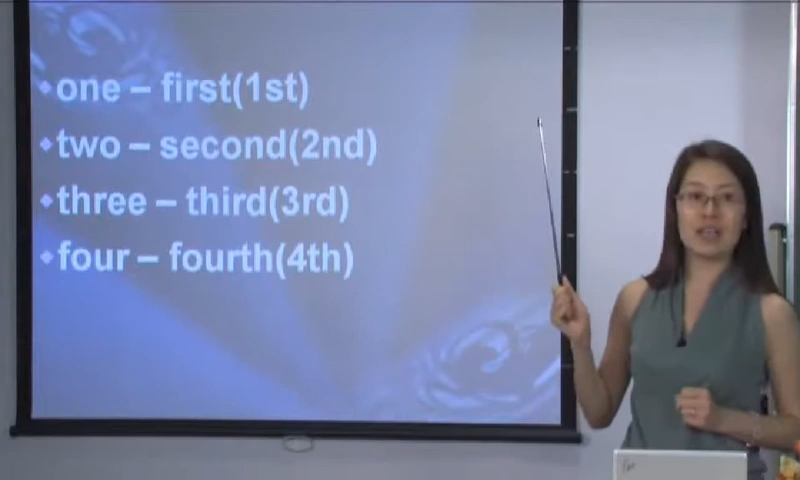 one – first(1st)
two – second(2nd)
three – third(3rd)
four – fourth(4th)